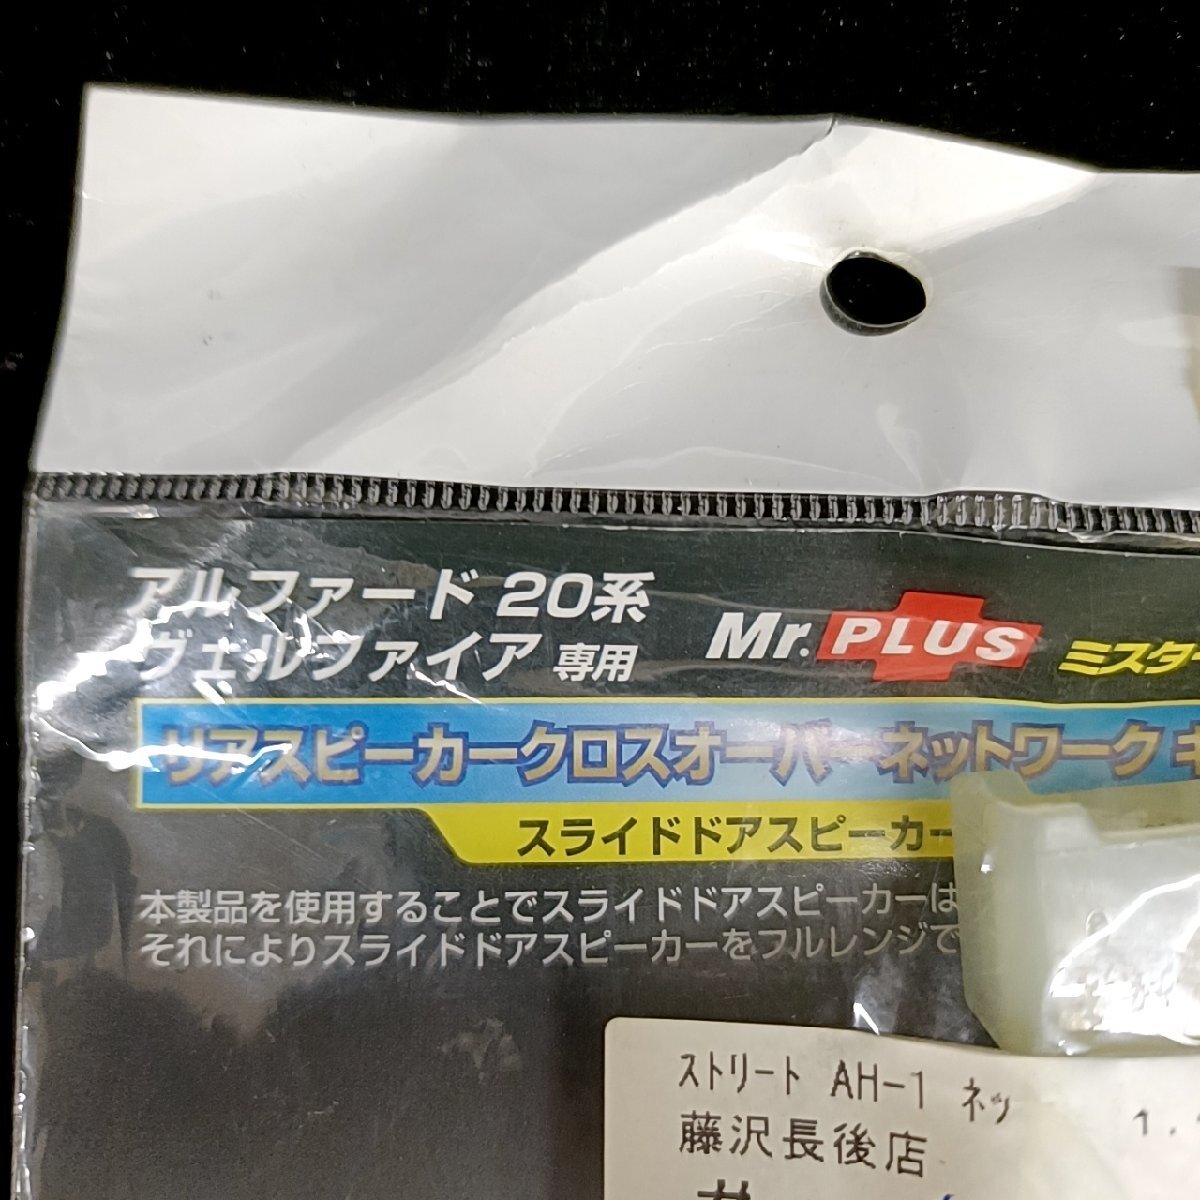 アルファード 20系
ヴェルファイア 専用
Mr. PLUS ミスター
リアスピーカークロスオーバーネットワーク キ
スライドドアスピーカー
本製品を使用することでスライドドアスピーカーは
それによりスライドドアスピーカーをフルレンジで
ストリート AH-1 ネッ
藤沢長後店